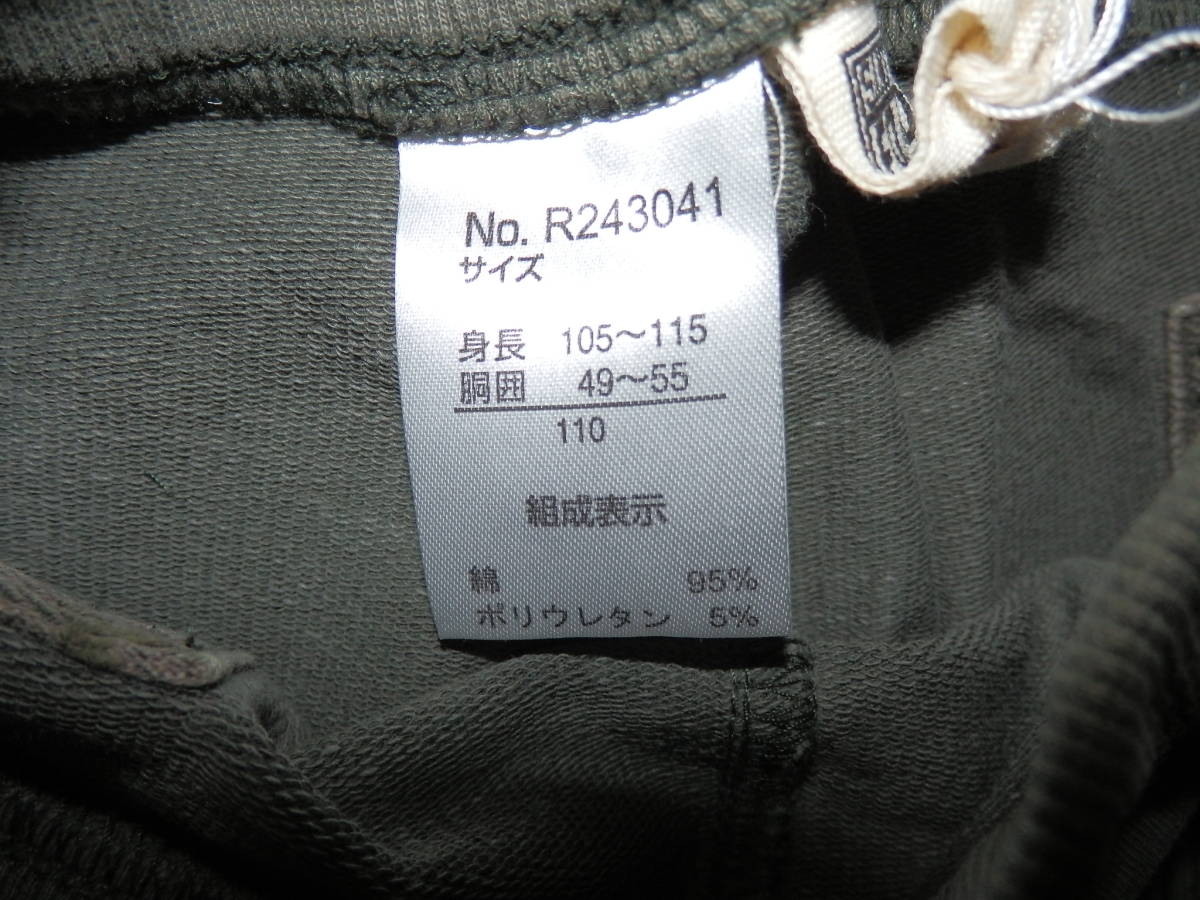 No. R243041
サイズ
身長 105～115
胴囲 49～55
110
組成表示
綿 95%
ポリウレタン 5%